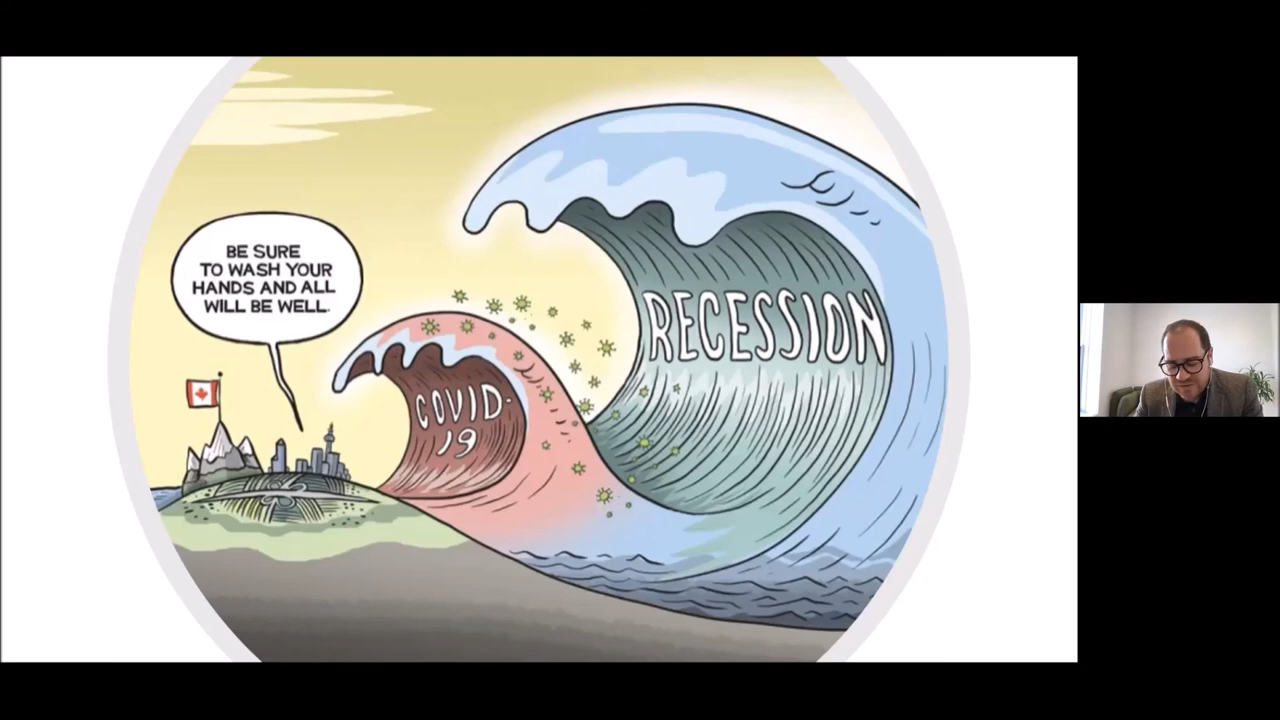 BE SURE
TO WASH YOUR
HANDS AND ALL
WILL BE WELL.
COVID-
19
RECESSION